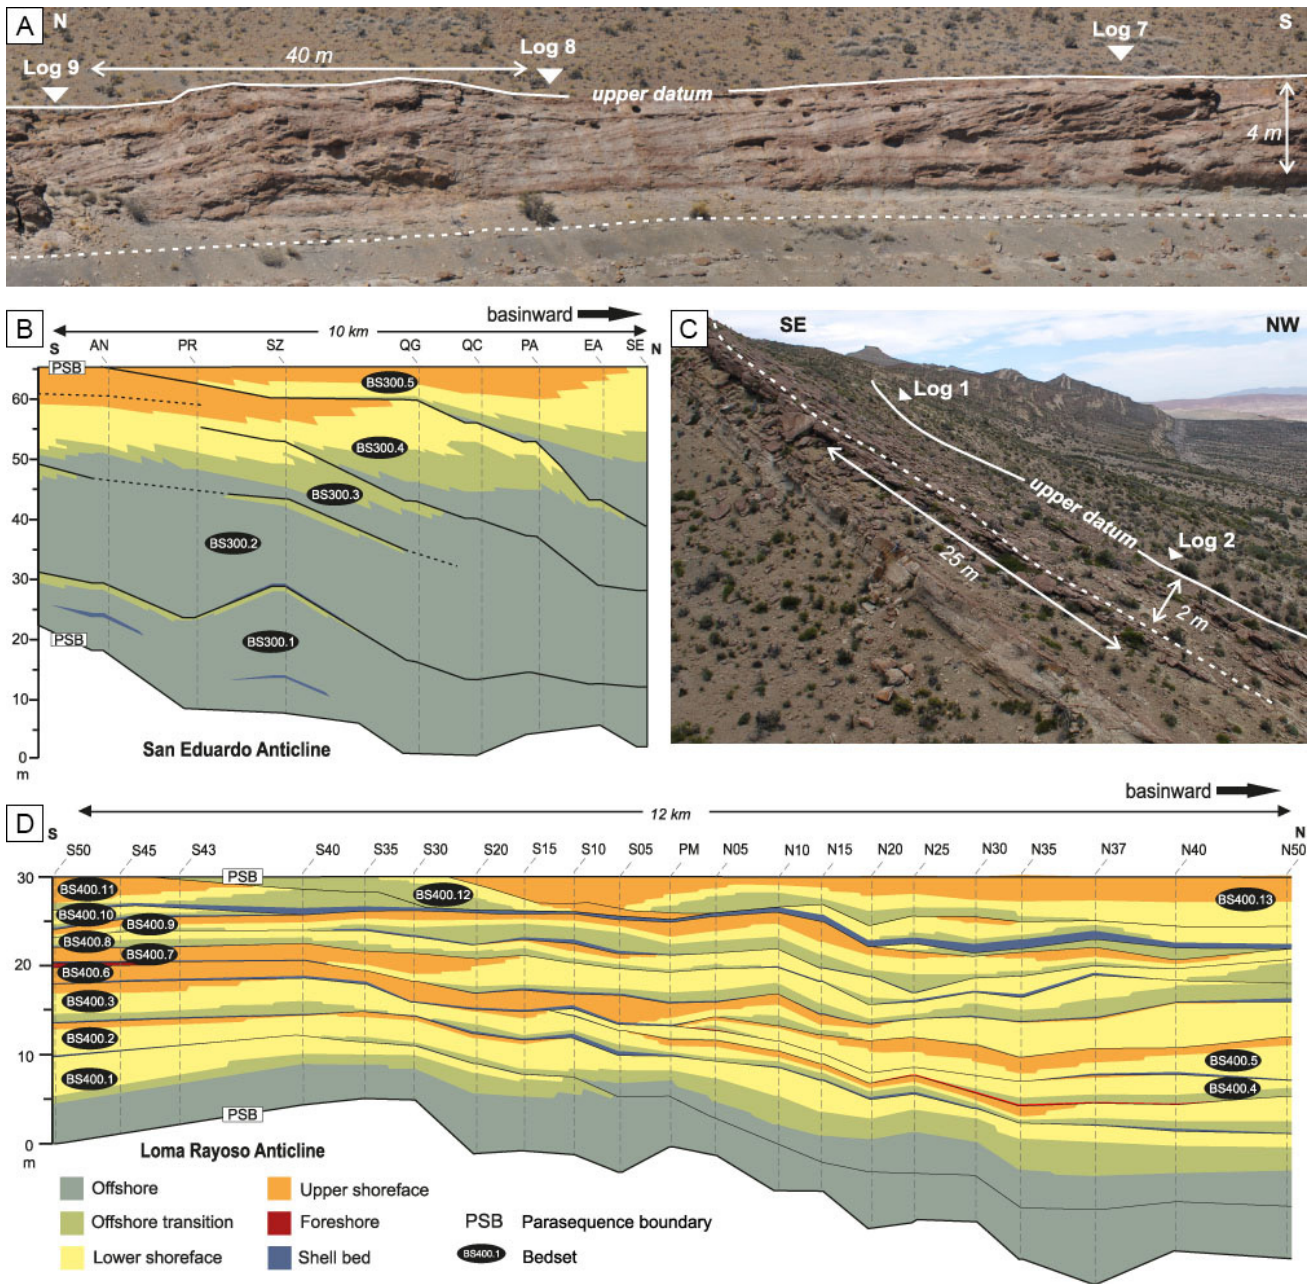 A
N
S
Log 9
40 m
Log 8
Log 7
upper datum
4 m
B
basinward
10 km
S
AN
PR
SZ
QG
QC
PA
EA
SE
N
PSB
BS300.5
60
BS300.4
50
BS300.3
40
BS300.2
30
PSB
20
BS300.1
10
0
m
San Eduardo Anticline
C
SE
NW
Log 1
upper datum
Log 2
25 m
2 m
D
basinward
12 km
S
N
S50
S45
S43
S40
S35
S30
S20
S15
S10
S05
PM
N05
N10
N15
N20
N25
N30
N35
N37
N40
N50
30
PSB
BS400.11
BS400.12
BS400.13
BS400.10
BS400.9
BS400.8
BS400.7
20
BS400.6
BS400.3
BS400.2
BS400.5
10
BS400.1
BS400.4
PSB
0
m
Loma Rayoso Anticline
Offshore
Upper shoreface
PSB
Parasequence boundary
Offshore transition
Foreshore
Lower shoreface
Shell bed
BS400.1
Bedset